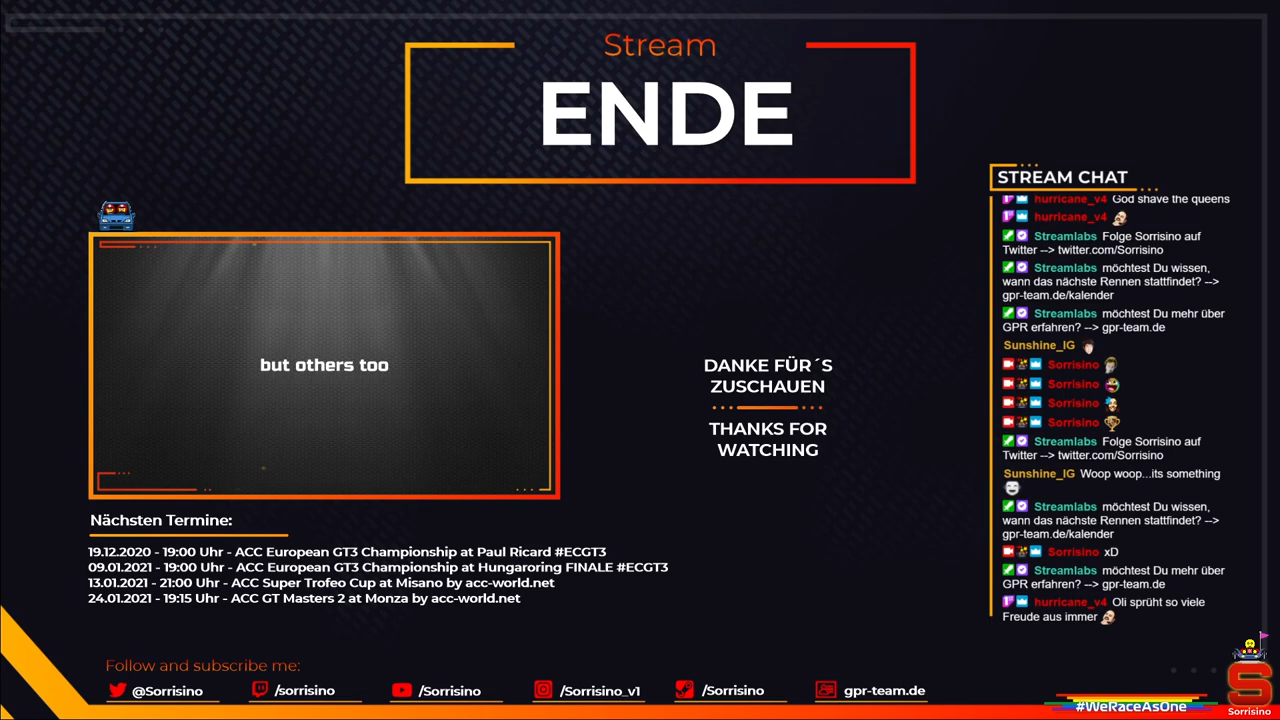 Stream
ENDE
STREAM CHAT
hurricane_v4 God shave the queens
hurricane_v4
Streamlabs Folge Sorrisino auf
Twitter --> twitter.com/Sorrisino
Streamlabs möchtest Du wissen,
wann das nächste Rennen stattfindet? -->
gpr-team.de/kalender
Streamlabs möchtest Du mehr über
GPR erfahren? --> gpr-team.de
Sunshine_IG
Sorrisino
Sorrisino
Sorrisino
Sorrisino
Streamlabs Folge Sorrisino auf
Twitter --> twitter.com/Sorrisino
Sunshine_IG Woop woop...its something
Streamlabs möchtest Du wissen,
wann das nächste Rennen stattfindet? -->
gpr-team.de/kalender
Sorrisino xD
Streamlabs möchtest Du mehr über
GPR erfahren? --> gpr-team.de
hurricane_v4 Oli sprüht so viele
Freude aus immer
but others too
DANKE FÜR´S
ZUSCHAUEN
THANKS FOR
WATCHING
Nächsten Termine:
19.12.2020 - 19:00 Uhr - ACC European GT3 Championship at Paul Ricard #ECGT3
09.01.2021 - 19:00 Uhr - ACC European GT3 Championship at Hungaroring FINALE #ECGT3
13.01.2021 - 21:00 Uhr - ACC Super Trofeo Cup at Misano by acc-world.net
24.01.2021 - 19:15 Uhr - ACC GT Masters 2 at Monza by acc-world.net
Follow and subscribe me:
@Sorrisino /sorrisino /Sorrisino /Sorrisino_v1 /Sorrisino gpr-team.de
#WeRaceAsOne
S
Sorrisino